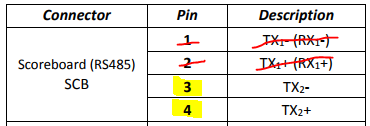 Connector Pin Description
Scoreboard (RS485) SCB
1 TX1- (RX1-)
2 TX1+ (RX1+)
3 TX2-
4 TX2+